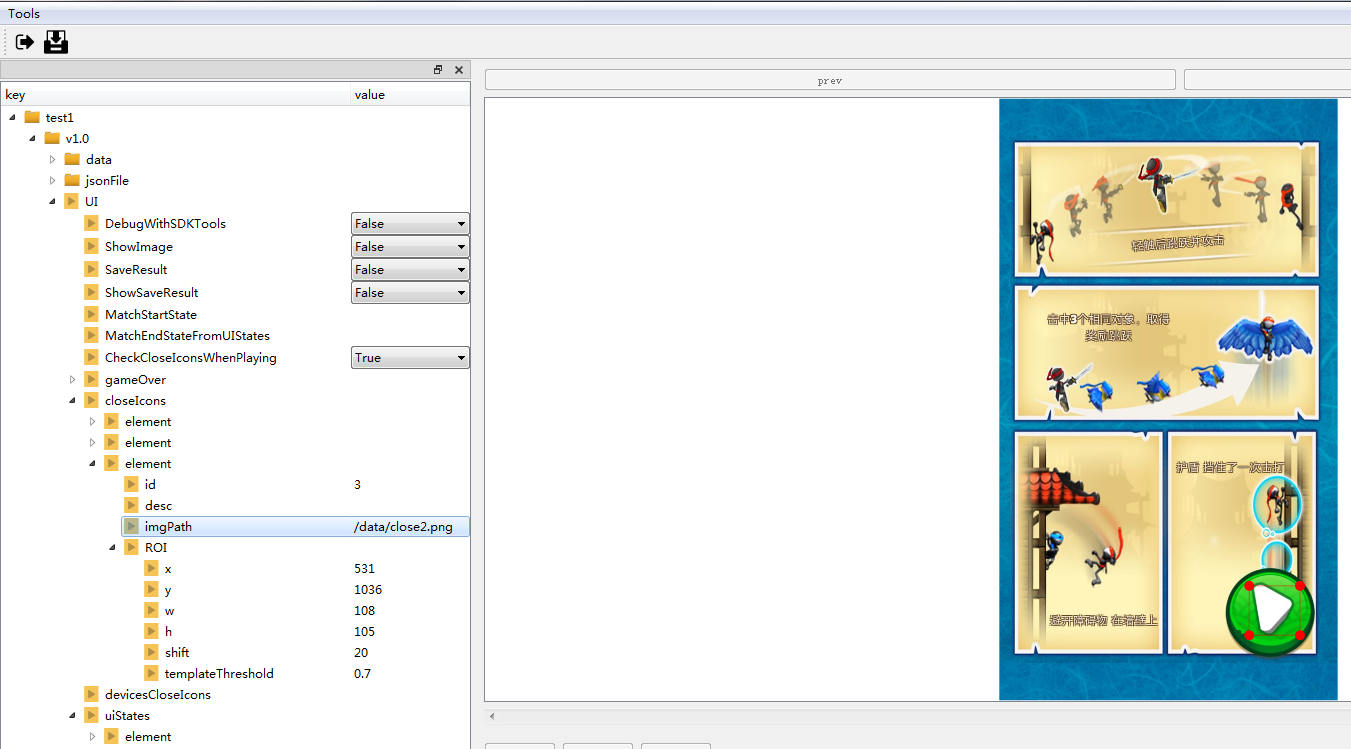 Tools
key value
prev
test1
v1.0
data
jsonFile
UI
DebugWithSDKTools False
ShowImage False
SaveResult False
ShowSaveResult False
MatchStartState
MatchEndStateFromUIStates
CheckCloseIconsWhenPlaying True
gameOver
closeIcons
element
element
element
id 3
desc
imgPath /data/close2.png
ROI
x 531
y 1036
w 108
h 105
shift 20
templateThreshold 0.7
devicesCloseIcons
uiStates
element
轻触后跳跃并攻击
击中3个相同对象，取得
奖励跳跃
避开障碍物 在墙壁上
护盾 挡住了一次击打